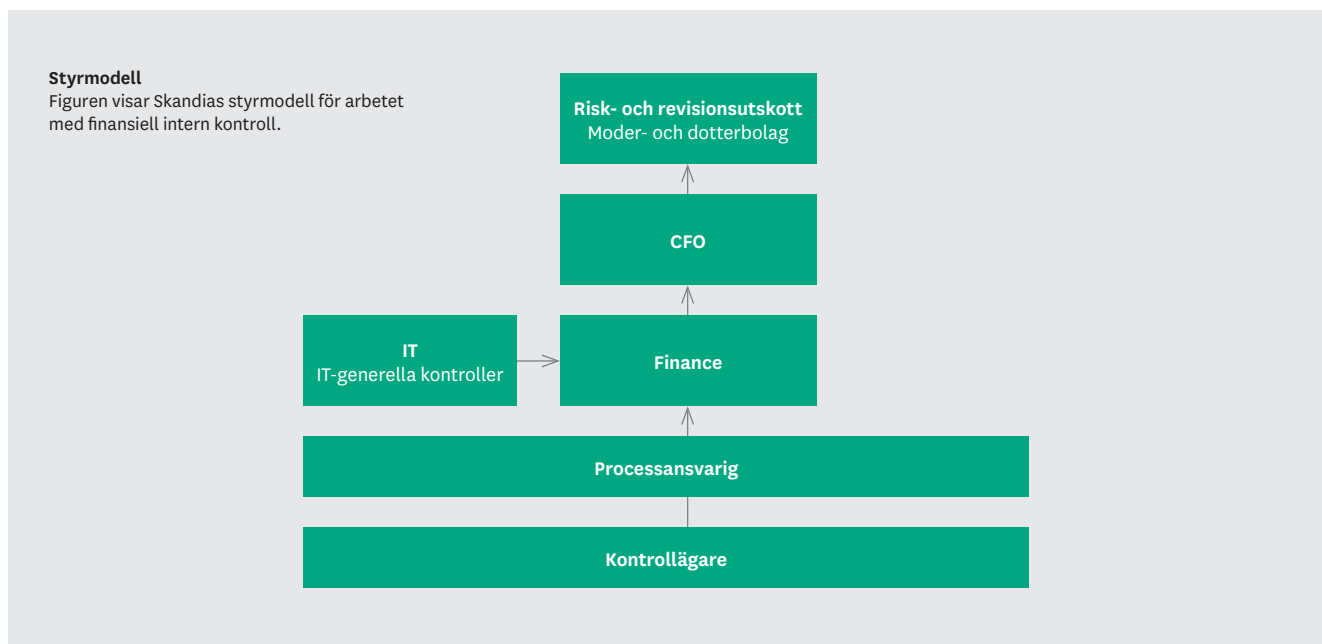 Styrmodell
Figuren visar Skandias styrmodell för arbetet
med finansiell intern kontroll.
Risk- och revisionsutskott
Moder- och dotterbolag
CFO
IT
IT-generella kontroller
Finance
Processansvarig
Kontrollägare